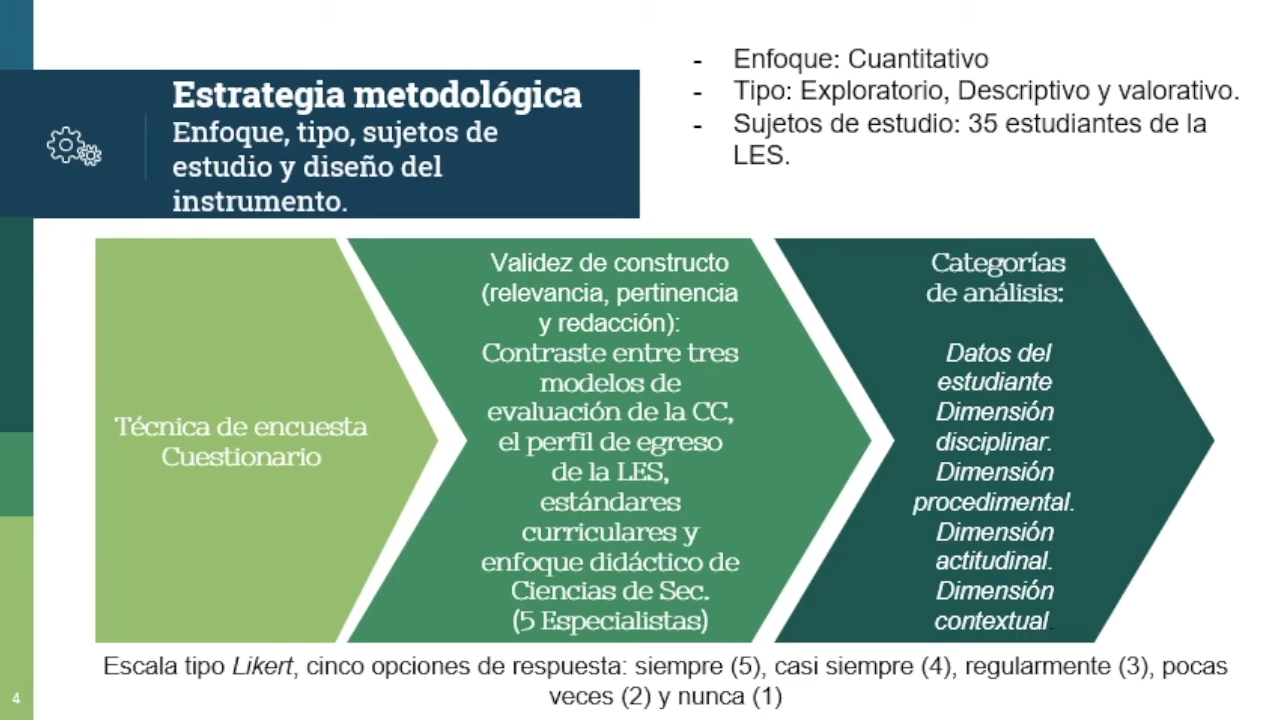 Estrategia metodológica
Enfoque, tipo, sujetos de
estudio y diseño del
instrumento.
- Enfoque: Cuantitativo
- Tipo: Exploratorio, Descriptivo y valorativo.
- Sujetos de estudio: 35 estudiantes de la
LES.
Técnica de encuesta
Cuestionario
Validez de constructo
(relevancia, pertinencia
y redacción):
Contraste entre tres
modelos de
evaluación de la CC,
el perfil de egreso
de la LES,
estándares
curriculares y
enfoque didáctico de
Ciencias de Sec.
(5 Especialistas)
Categorías
de análisis:
Datos del
estudiante
Dimensión
disciplinar.
Dimensión
procedimental.
Dimensión
actitudinal.
Dimensión
contextual.
Escala tipo Likert, cinco opciones de respuesta: siempre (5), casi siempre (4), regularmente (3), pocas
veces (2) y nunca (1)
4